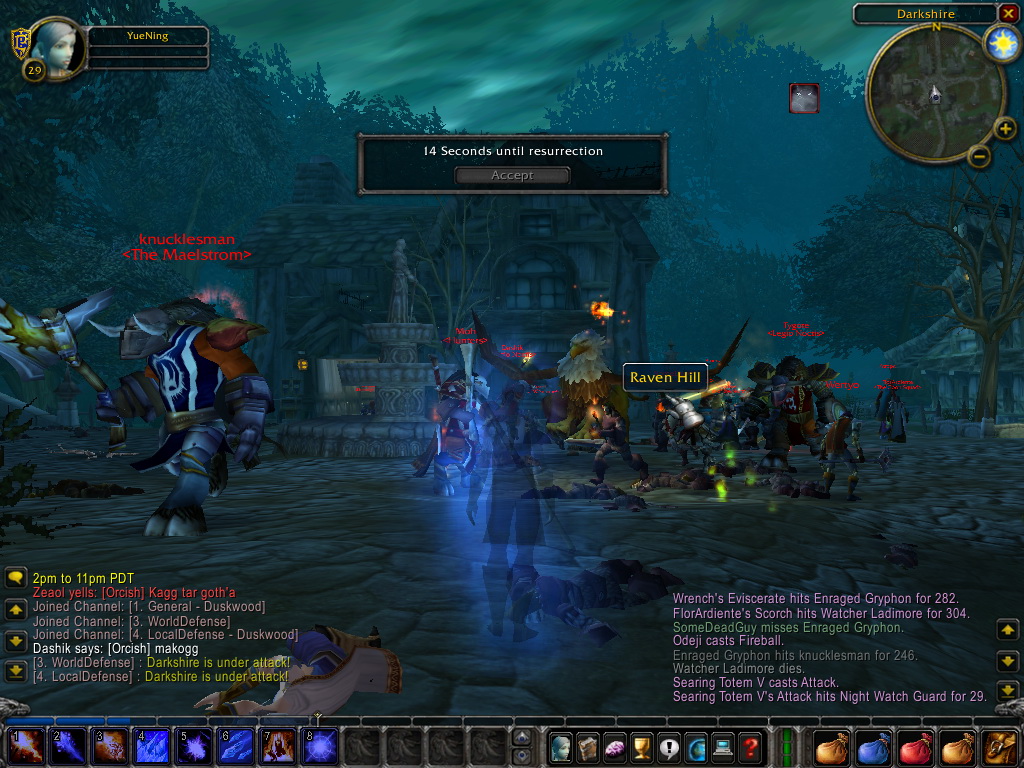 Darkshire
N
YueNing
29
14 Seconds until resurrection
Accept
knucklesman
<The Maelstrom>
Moh
<Hunters>
Tygore
<Legio Noctis>
Raven Hill
2pm to 11pm PDT
Zeaol yells: [Orcish] Kagg tar goth'a
Joined Channel: [1. General - Duskwood]
Joined Channel: [3. WorldDefense]
Joined Channel: [4. LocalDefense - Duskwood]
Dashik says: [Orcish] makogg
[3. WorldDefense] : Darkshire is under attack!
[4. LocalDefense] : Darkshire is under attack!
Wrench's Eviscerate hits Enraged Gryphon for 282.
FlorArdiente's Scorch hits Watcher Ladimore for 304.
SomeDeadGuy misses Enraged Gryphon.
Odeji casts Fireball.
Enraged Gryphon hits knucklesman for 246.
Watcher Ladimore dies.
Searing Totem V casts Attack.
Searing Totem V's Attack hits Night Watch Guard for 29.
1 2 3 4 5 6 7 8